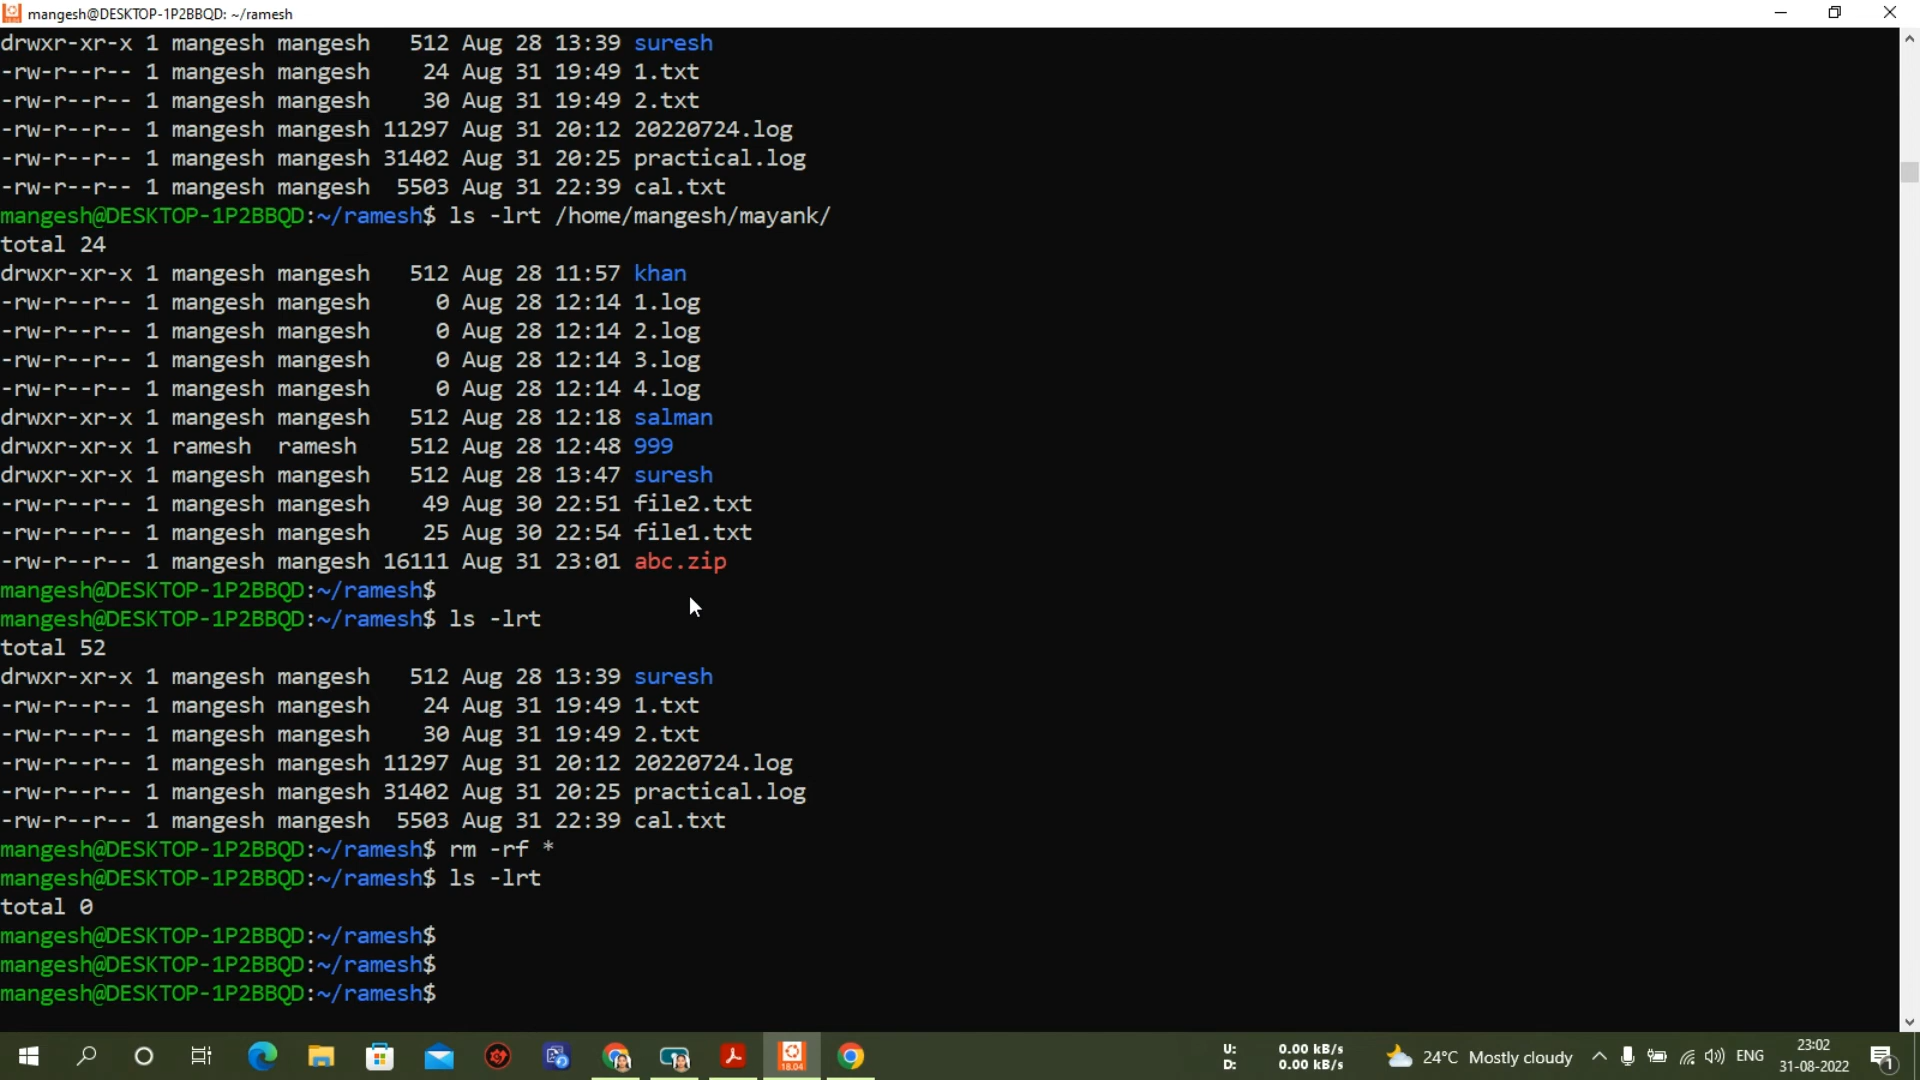 mangesh@DESKTOP-1P2BBQD: ~/ramesh
drwxr-xr-x 1 mangesh mangesh   512 Aug 28 13:39 suresh
-rw-r--r-- 1 mangesh mangesh    24 Aug 31 19:49 1.txt
-rw-r--r-- 1 mangesh mangesh    30 Aug 31 19:49 2.txt
-rw-r--r-- 1 mangesh mangesh 11297 Aug 31 20:12 20220724.log
-rw-r--r-- 1 mangesh mangesh 31402 Aug 31 20:25 practical.log
-rw-r--r-- 1 mangesh mangesh  5503 Aug 31 22:39 cal.txt
mangesh@DESKTOP-1P2BBQD:~/ramesh$ ls -lrt /home/mangesh/mayank/
total 24
drwxr-xr-x 1 mangesh mangesh   512 Aug 28 11:57 khan
-rw-r--r-- 1 mangesh mangesh     0 Aug 28 12:14 1.log
-rw-r--r-- 1 mangesh mangesh     0 Aug 28 12:14 2.log
-rw-r--r-- 1 mangesh mangesh     0 Aug 28 12:14 3.log
-rw-r--r-- 1 mangesh mangesh     0 Aug 28 12:14 4.log
drwxr-xr-x 1 mangesh mangesh   512 Aug 28 12:18 salman
drwxr-xr-x 1 ramesh  ramesh    512 Aug 28 12:48 999
drwxr-xr-x 1 mangesh mangesh   512 Aug 28 13:47 suresh
-rw-r--r-- 1 mangesh mangesh    49 Aug 30 22:51 file2.txt
-rw-r--r-- 1 mangesh mangesh    25 Aug 30 22:54 file1.txt
-rw-r--r-- 1 mangesh mangesh 16111 Aug 31 23:01 abc.zip
mangesh@DESKTOP-1P2BBQD:~/ramesh$
mangesh@DESKTOP-1P2BBQD:~/ramesh$ ls -lrt
total 52
drwxr-xr-x 1 mangesh mangesh   512 Aug 28 13:39 suresh
-rw-r--r-- 1 mangesh mangesh    24 Aug 31 19:49 1.txt
-rw-r--r-- 1 mangesh mangesh    30 Aug 31 19:49 2.txt
-rw-r--r-- 1 mangesh mangesh 11297 Aug 31 20:12 20220724.log
-rw-r--r-- 1 mangesh mangesh 31402 Aug 31 20:25 practical.log
-rw-r--r-- 1 mangesh mangesh  5503 Aug 31 22:39 cal.txt
mangesh@DESKTOP-1P2BBQD:~/ramesh$ rm -rf *
mangesh@DESKTOP-1P2BBQD:~/ramesh$ ls -lrt
total 0
mangesh@DESKTOP-1P2BBQD:~/ramesh$
mangesh@DESKTOP-1P2BBQD:~/ramesh$
mangesh@DESKTOP-1P2BBQD:~/ramesh$
18.04
U: 0.00 kB/s
D: 0.00 kB/s
24°C Mostly cloudy
ENG
23:02
31-08-2022
1